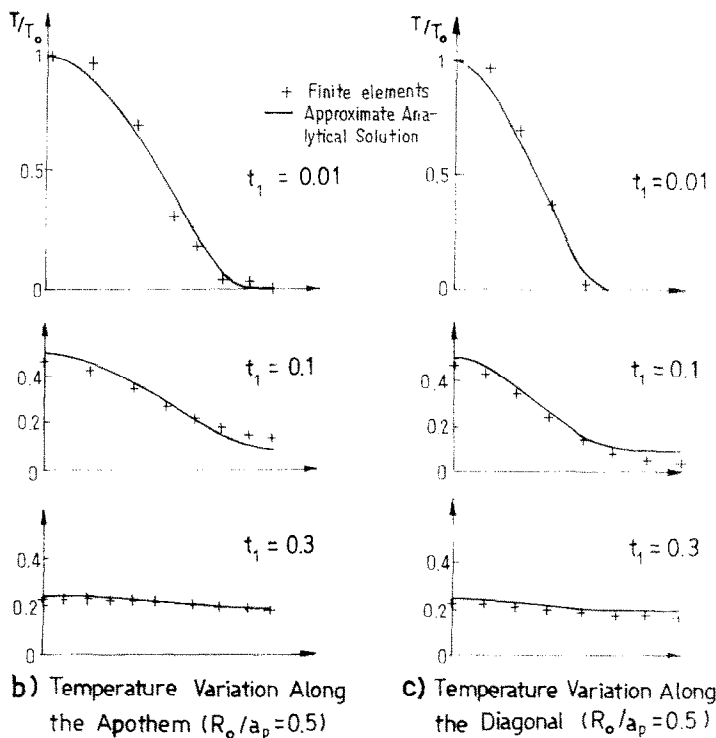 T/T₀
1
0.5
0
+ Finite elements
— Approximate Ana-
lytical Solution
t₁ = 0.01
0.4
0.2
0
t₁ = 0.1
0.4
0.2
0
t₁ = 0.3
b) Temperature Variation Along
the Apothem (R₀/aₚ=0.5)
T/T₀
1
0.5
0
t₁ = 0.01
0.4
0.2
0
t₁ = 0.1
0.4
0.2
0
t₁ = 0.3
c) Temperature Variation Along
the Diagonal (R₀/aₚ=0.5)